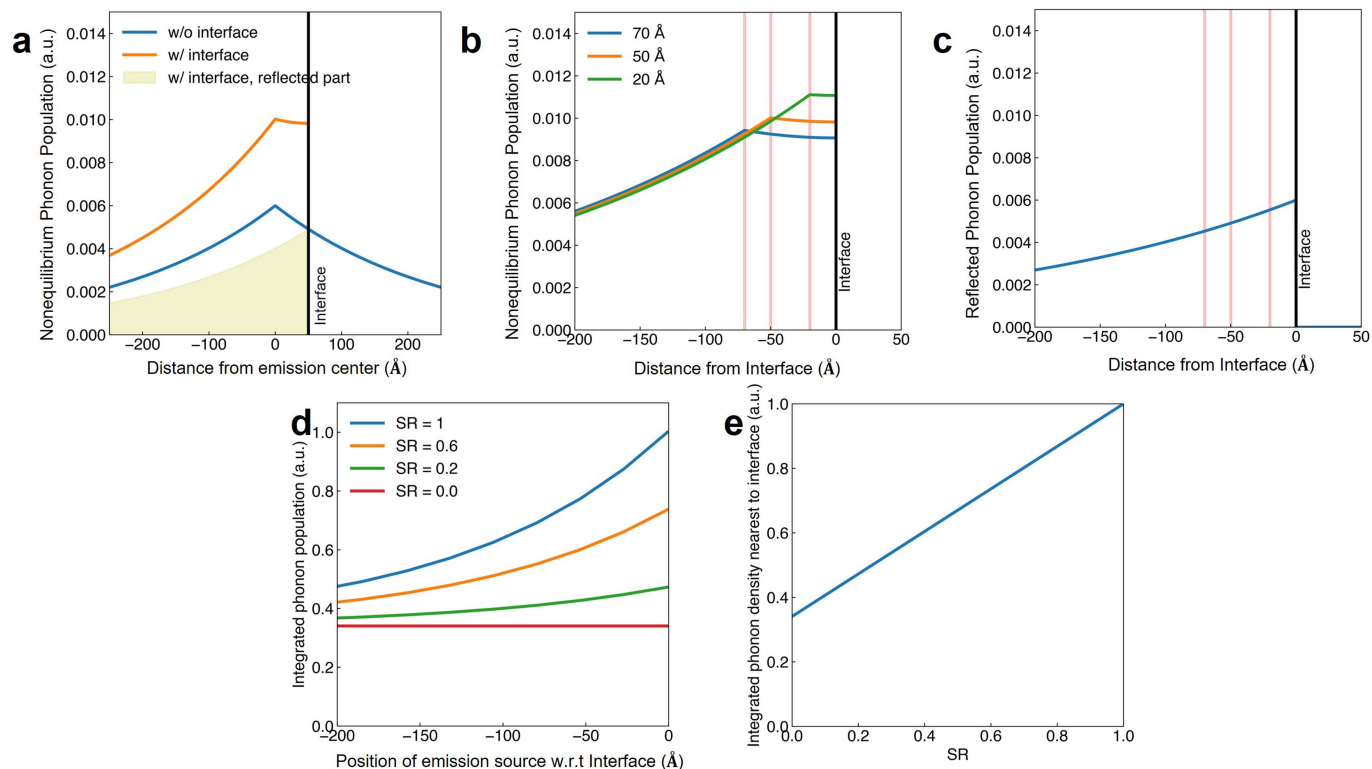 a
Nonequilibrium Phonon Population (a.u.)
0.014
0.012
0.010
0.008
0.006
0.004
0.002
0.000
w/o interface
w/ interface
w/ interface, reflected part
Interface
−200
−100
0
100
200
Distance from emission center (Å)
b
Nonequilibrium Phonon Population (a.u.)
0.014
0.012
0.010
0.008
0.006
0.004
0.002
0.000
70 Å
50 Å
20 Å
Interface
−200
−150
−100
−50
0
50
Distance from Interface (Å)
c
Reflected Phonon Population (a.u.)
0.014
0.012
0.010
0.008
0.006
0.004
0.002
0.000
Interface
−200
−150
−100
−50
0
50
Distance from Interface (Å)
d
Integrated phonon population (a.u.)
1.0
0.8
0.6
0.4
0.2
0.0
SR = 1
SR = 0.6
SR = 0.2
SR = 0.0
−200
−150
−100
−50
0
Position of emission source w.r.t Interface (Å)
e
Integrated phonon density nearest to interface (a.u.)
1.0
0.8
0.6
0.4
0.2
0.0
0.0
0.2
0.4
0.6
0.8
1.0
SR